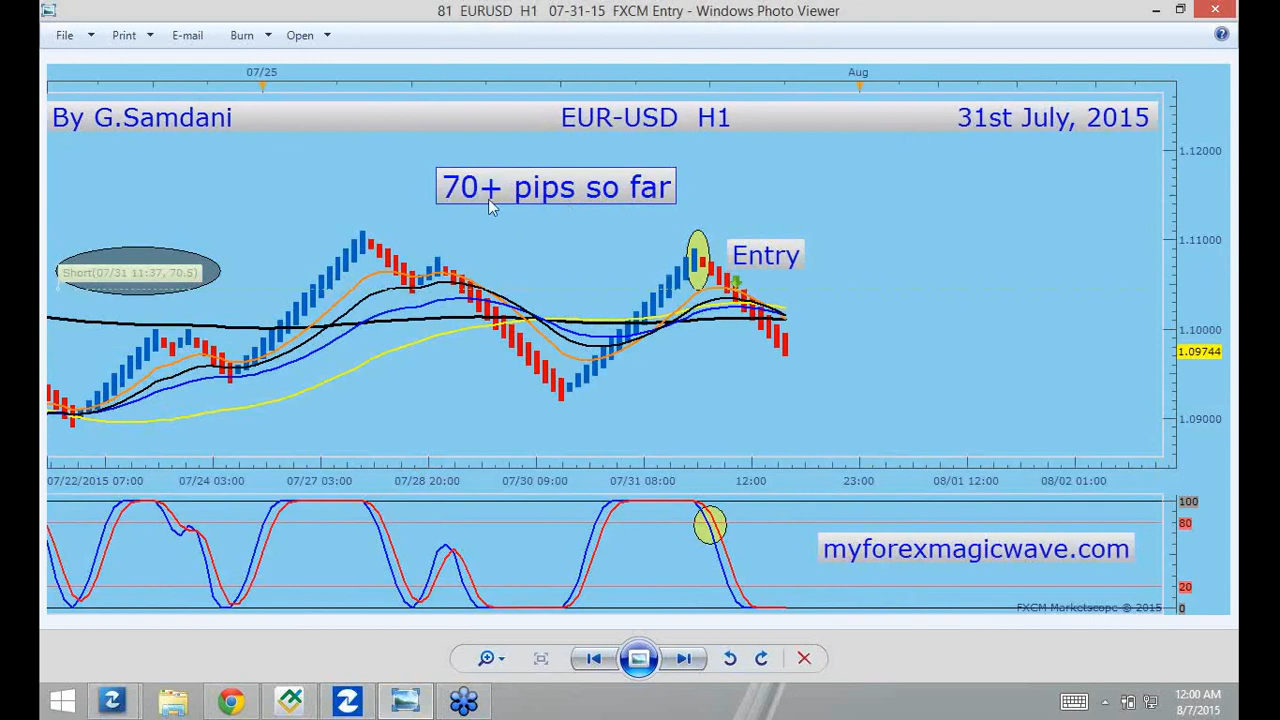 81 EURUSD H1 07-31-15 FXCM Entry - Windows Photo Viewer
File Print E-mail Burn Open
07/25 Aug
By G.Samdani EUR-USD H1 31st July, 2015
1.12000
70+ pips so far
1.11000
Entry
Short(07/31 11:37, 70.5)
1.10000
1.09744
1.09000
07/22/2015 07:00 07/24 03:00 07/27 03:00 07/28 20:00 07/30 09:00 07/31 08:00 12:00 23:00 08/01 12:00 08/02 01:00
100
80
myforexmagicwave.com
20
FXCM Marketscope © 2015 0
12:00 AM
8/7/2015